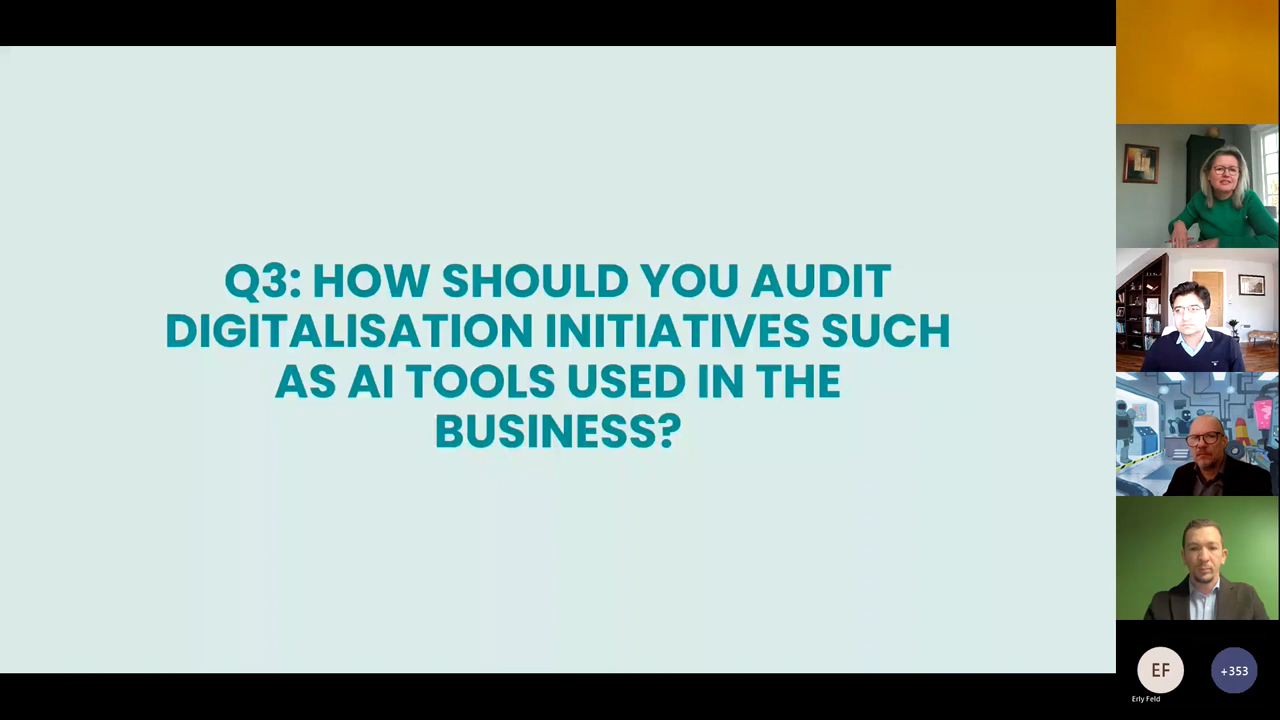 Q3: HOW SHOULD YOU AUDIT
DIGITALISATION INITIATIVES SUCH
AS AI TOOLS USED IN THE
BUSINESS?
EF
+353
Erly Feld